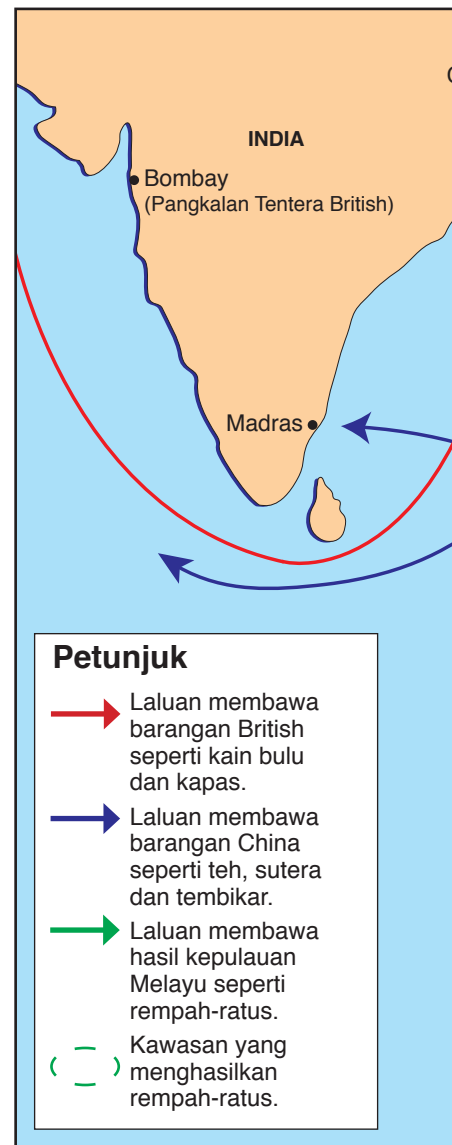 INDIA
Bombay
(Pangkalan Tentera British)
Madras
Petunjuk
Laluan membawa
barangan British
seperti kain bulu
dan kapas.
Laluan membawa
barangan China
seperti teh, sutera
dan tembikar.
Laluan membawa
hasil kepulauan
Melayu seperti
rempah-ratus.
Kawasan yang
menghasilkan
rempah-ratus.